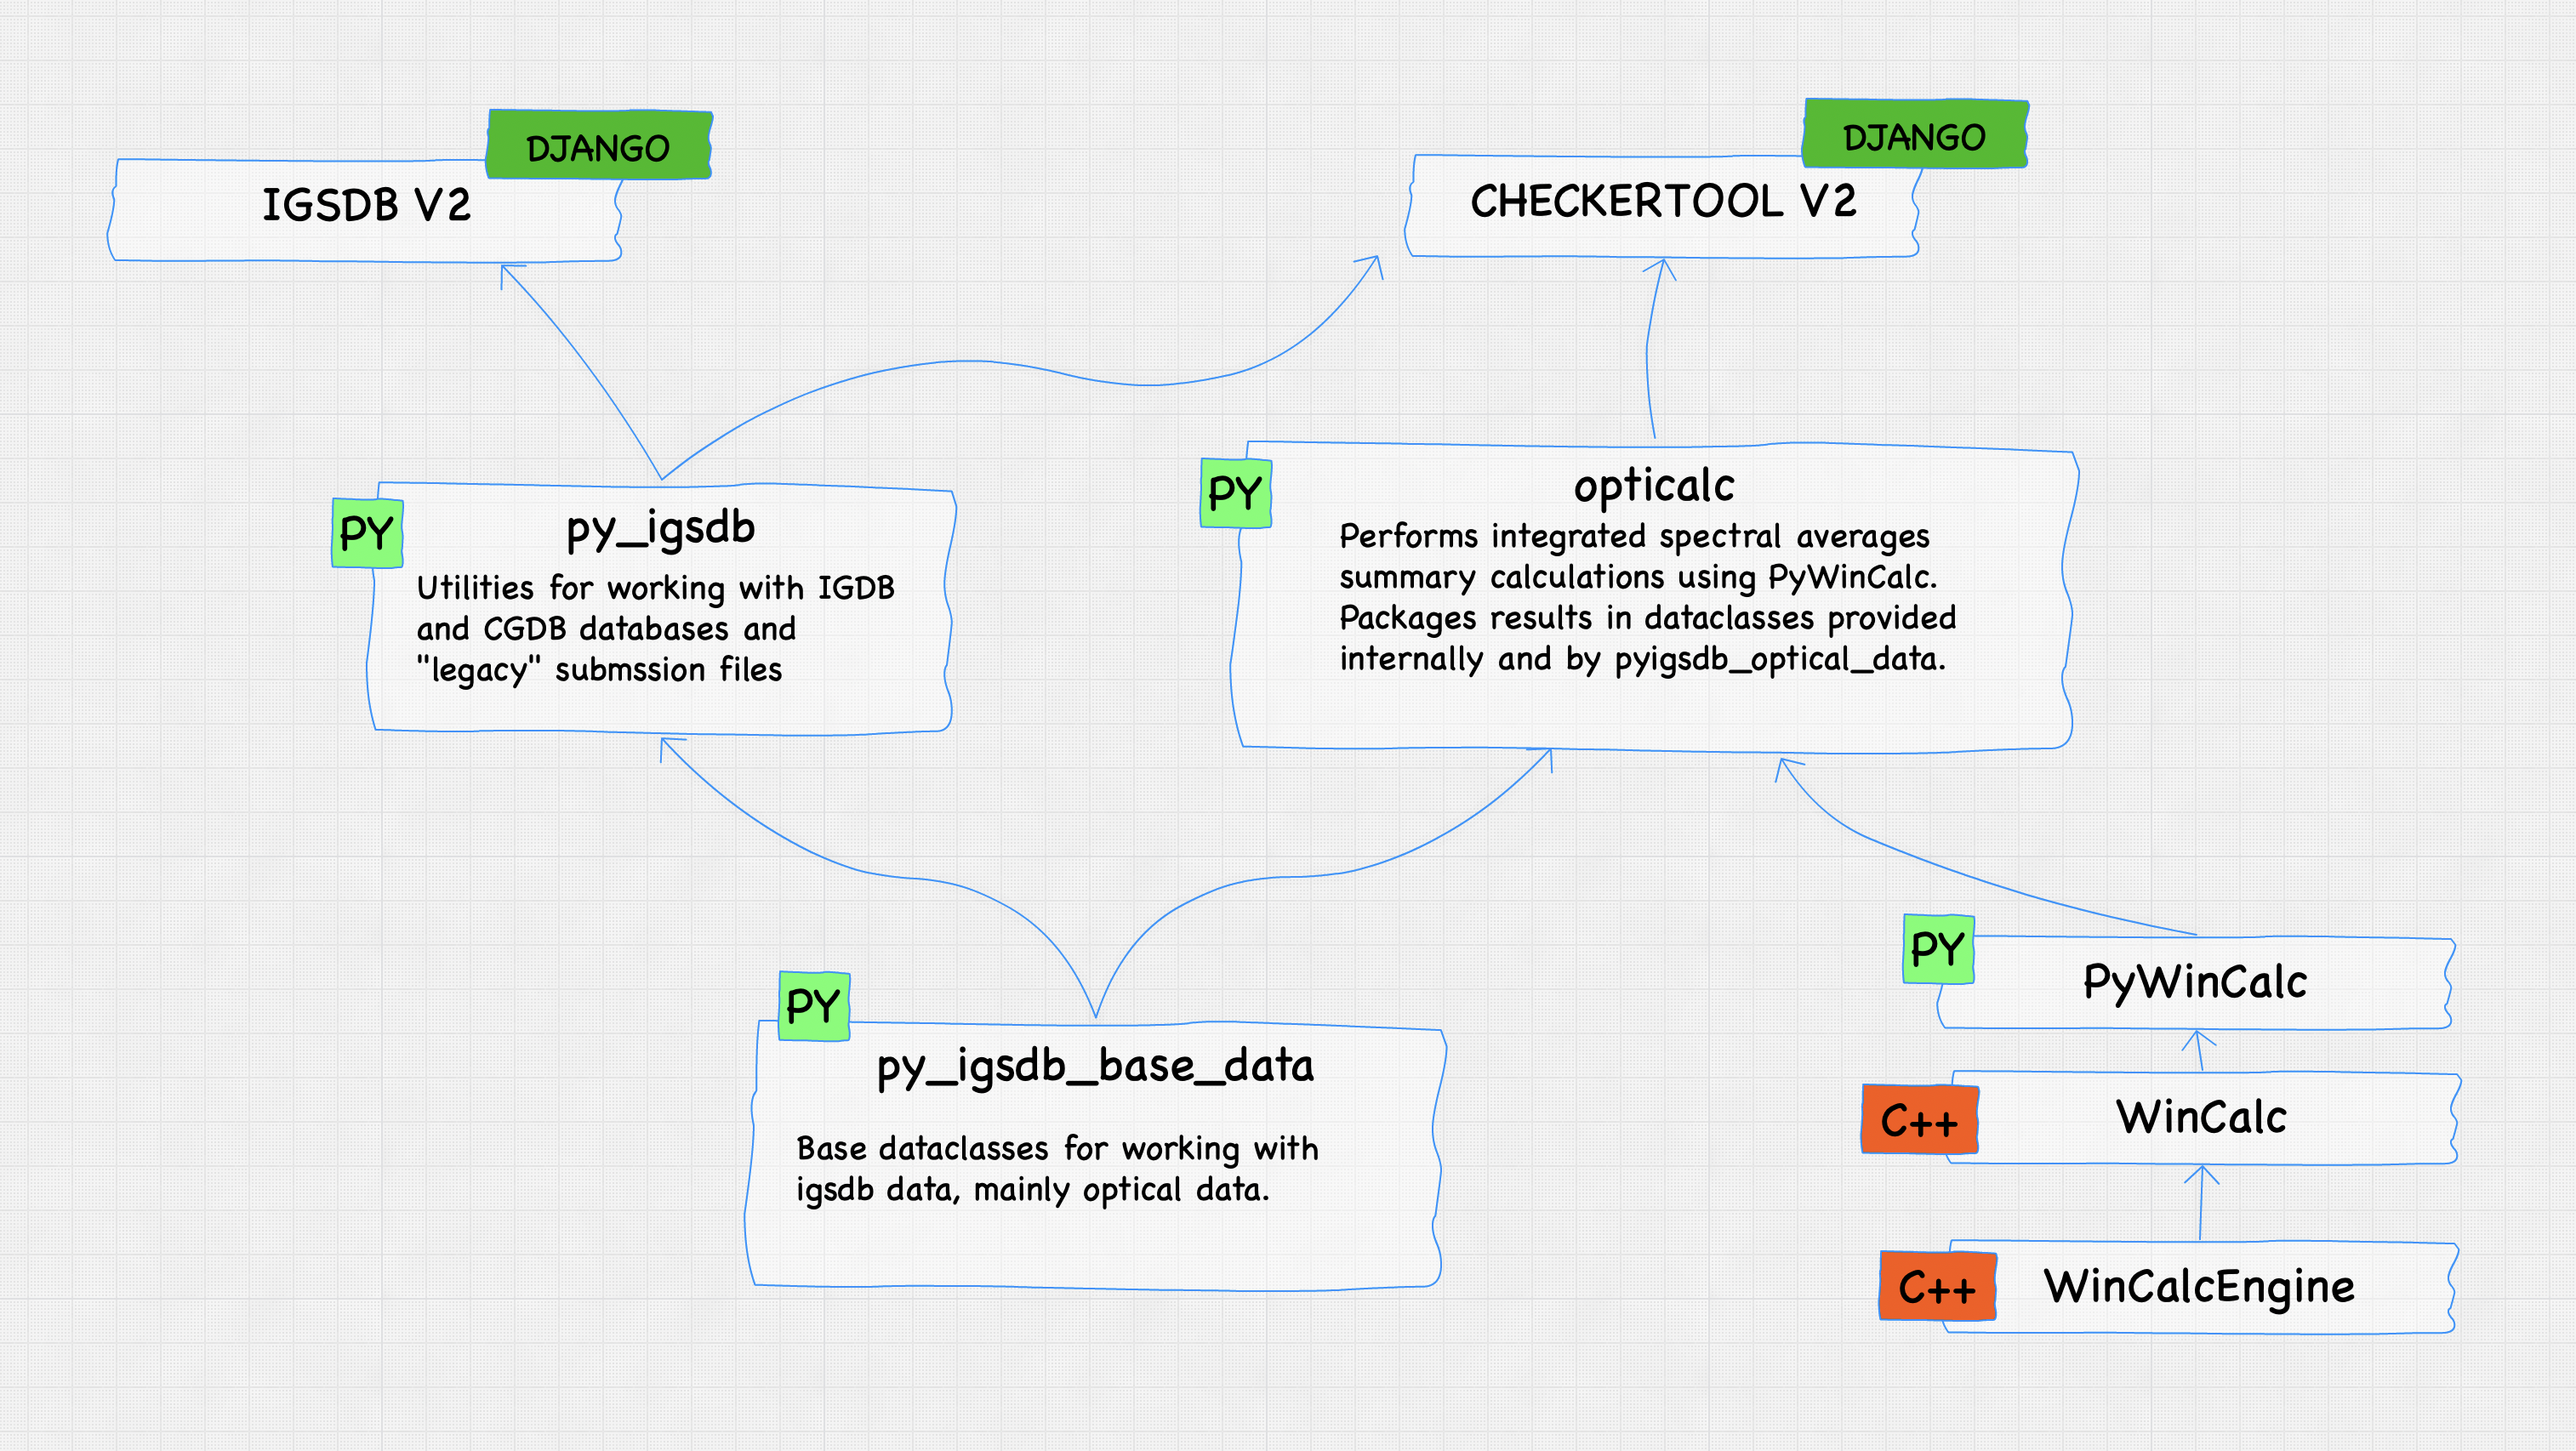 DJANGO
IGSDB V2
DJANGO
CHECKERTOOL V2
PY
py_igsdb
Utilities for working with IGDB
and CGDB databases and
"legacy" submssion files
PY
opticalc
Performs integrated spectral averages
summary calculations using PyWinCalc.
Packages results in dataclasses provided
internally and by pyigsdb_optical_data.
PY
py_igsdb_base_data
Base dataclasses for working with
igsdb data, mainly optical data.
PY
PyWinCalc
C++
WinCalc
C++
WinCalcEngine